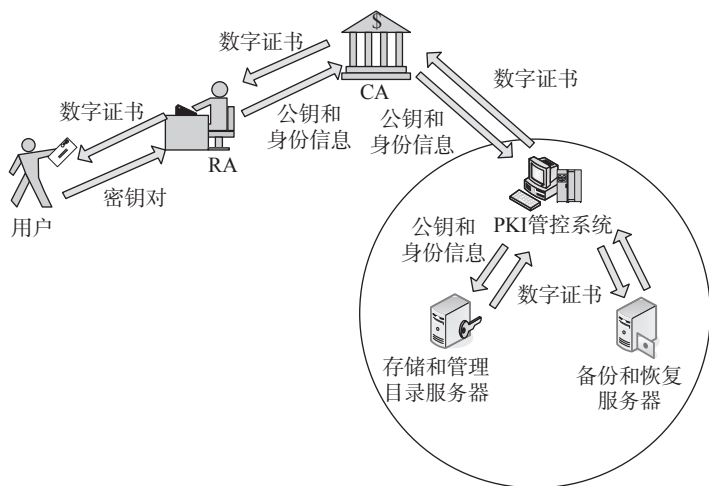 $
CA
数字证书
数字证书
数字证书
公钥和
身份信息
公钥和
身份信息
RA
密钥对
用户
PKI管控系统
公钥和
身份信息
数字证书
存储和管理
目录服务器
备份和恢复
服务器